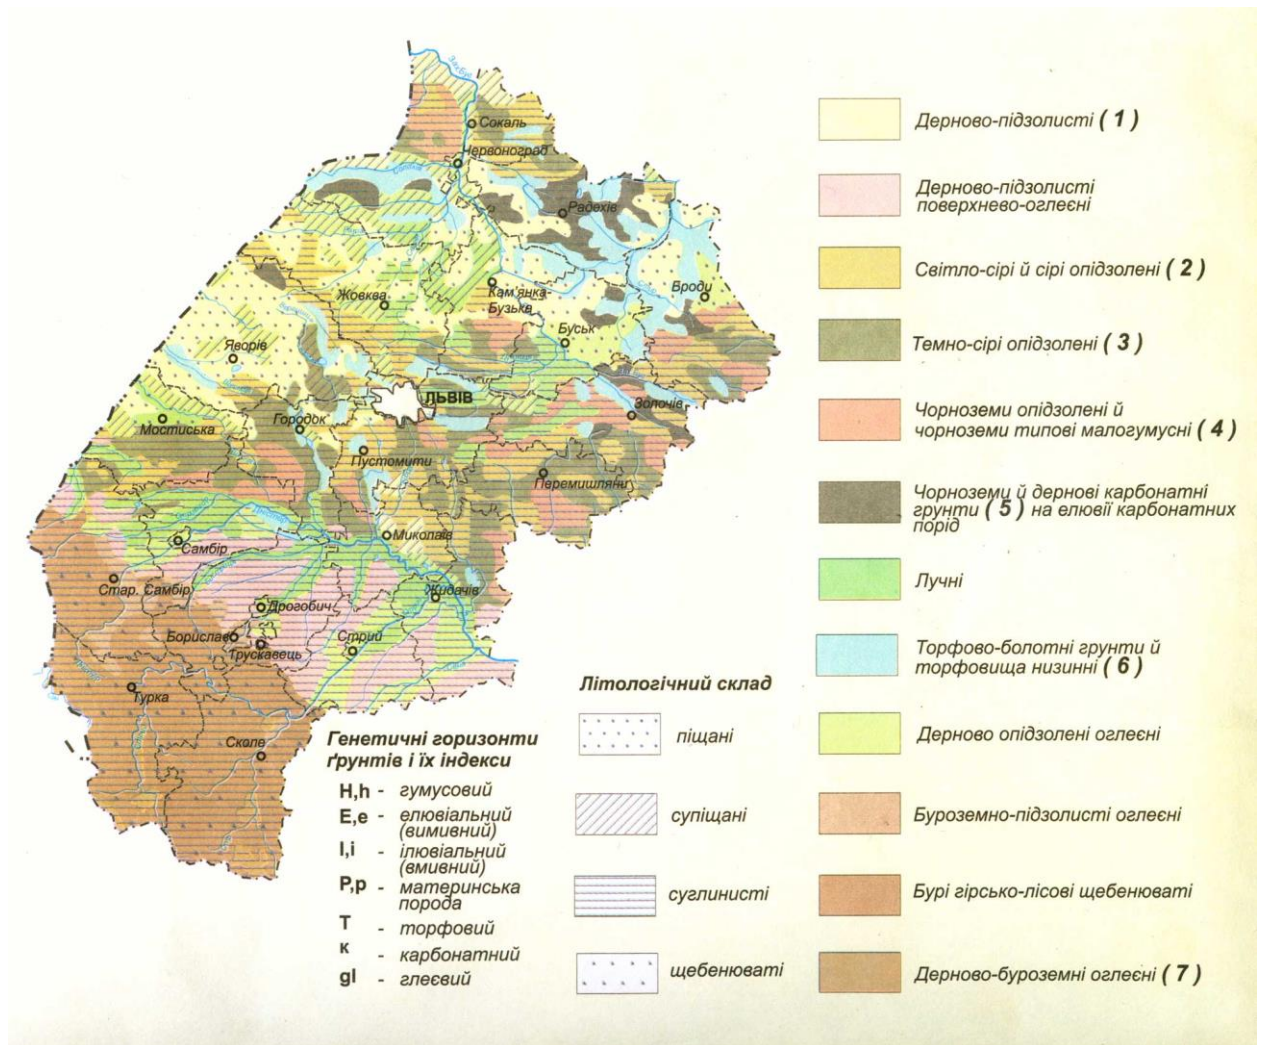 Зах.Буг
Сокаль
Червоноград
Радехів
Броди
Кам'янка-
Бузька
Жовква
Буськ
Яворів
ЛЬВІВ
Золочів
Мостиська
Городок
Пустомити
Перемишляни
Миколаїв
Самбір
Стар. Самбір
Жидачів
Дрогобич
Борислав
Трускавець
Стрий
Турка
Сколе
Дерново-підзолисті ( 1 )
Дерново-підзолисті
поверхнево-оглеєні
Світло-сірі й сірі опідзолені ( 2 )
Темно-сірі опідзолені ( 3 )
Чорноземи опідзолені й
чорноземи типові малогумусні ( 4 )
Чорноземи й дернові карбонатні
грунти ( 5 ) на елювії карбонатних
порід
Лучні
Торфово-болотні грунти й
торфовища низинні ( 6 )
Дерново опідзолені оглеєні
Буроземно-підзолисті оглеєні
Бурі гірсько-лісові щебенюваті
Дерново-буроземні оглеєні ( 7 )
Літологічний склад
піщані
супіщані
суглинисті
щебенюваті
Генетичні горизонти
ґрунтів і їх індекси
H,h - гумусовий
E,e - елювіальний
(вимивний)
I,i - ілювіальний
(вмивний)
P,p - материнська
порода
T - торфовий
к - карбонатний
gl - глеєвий